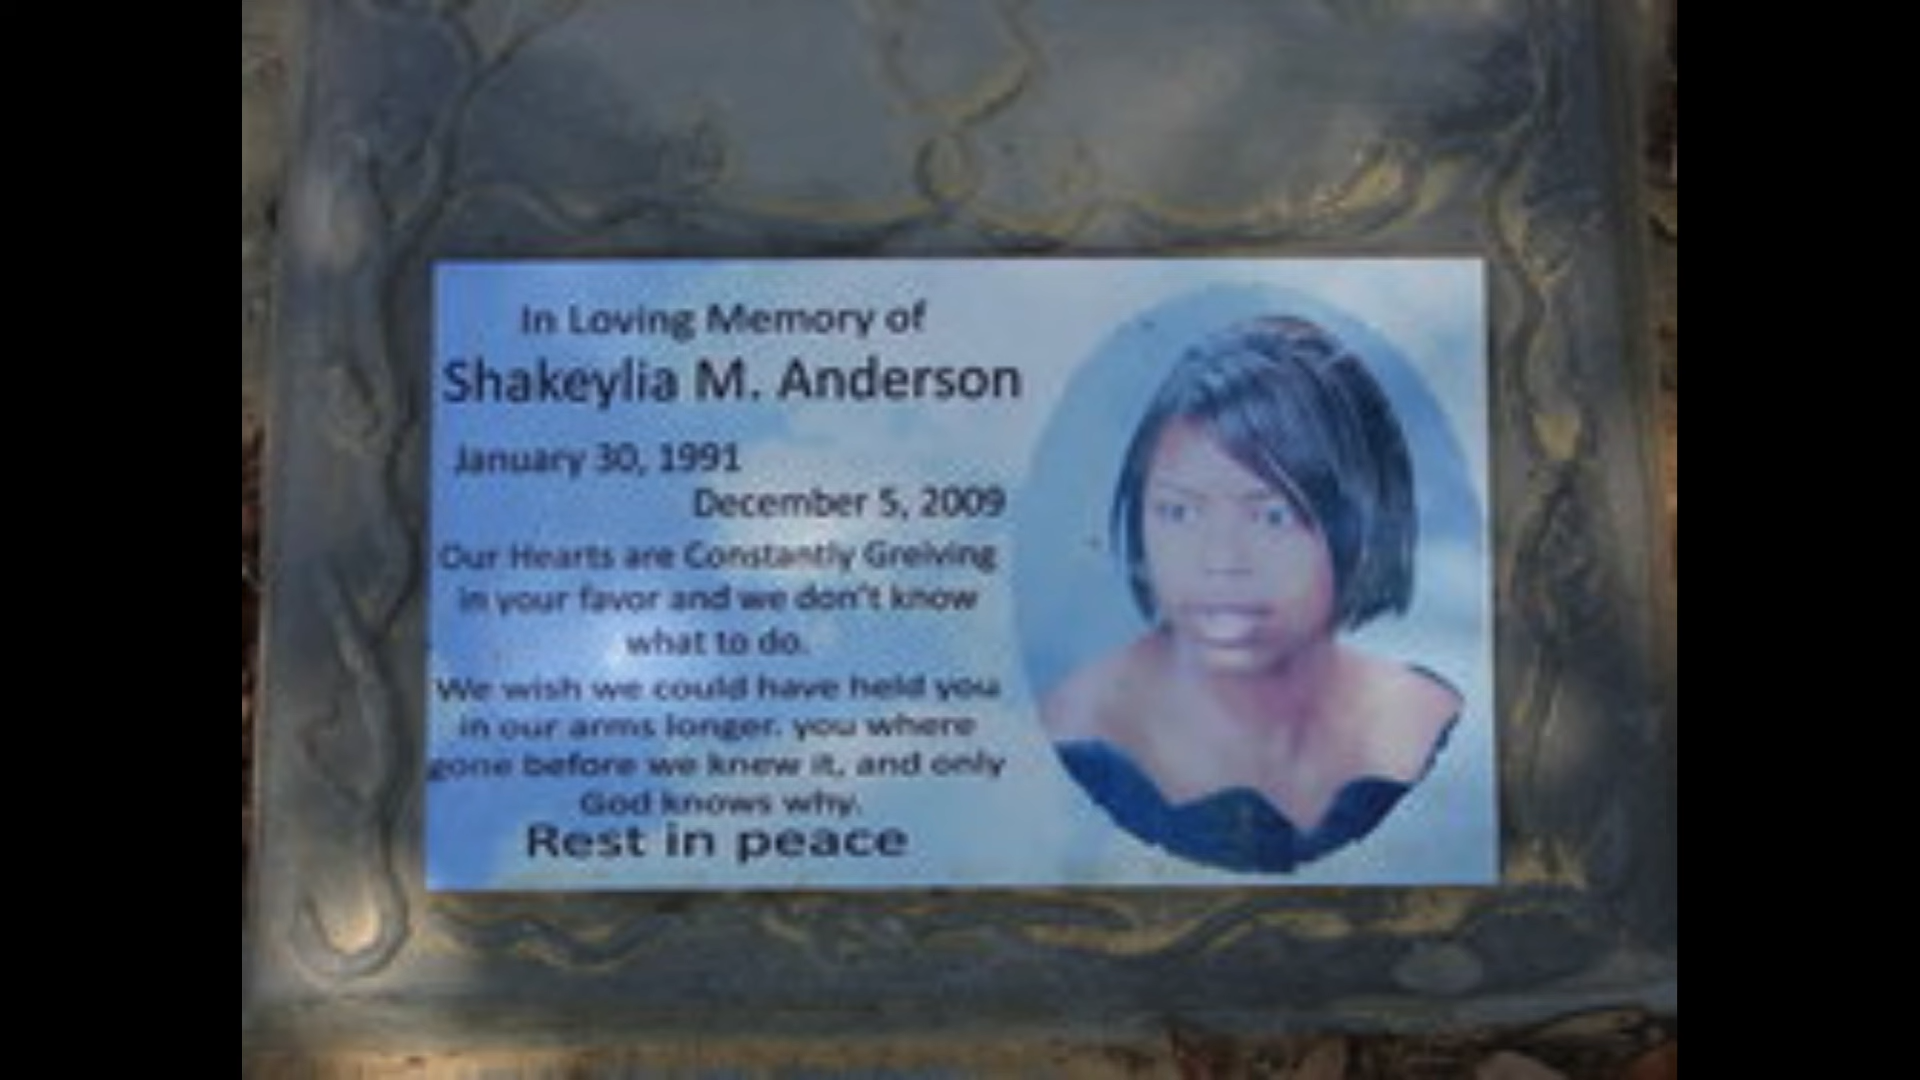 In Loving Memory of
Shakeylia M. Anderson
January 30, 1991
December 5, 2009
Our Hearts are Constantly Greiving
in your favor and we don't know
what to do.
We wish we could have held you
in our arms longer. you where
gone before we knew it, and only
God knows why.
Rest in peace